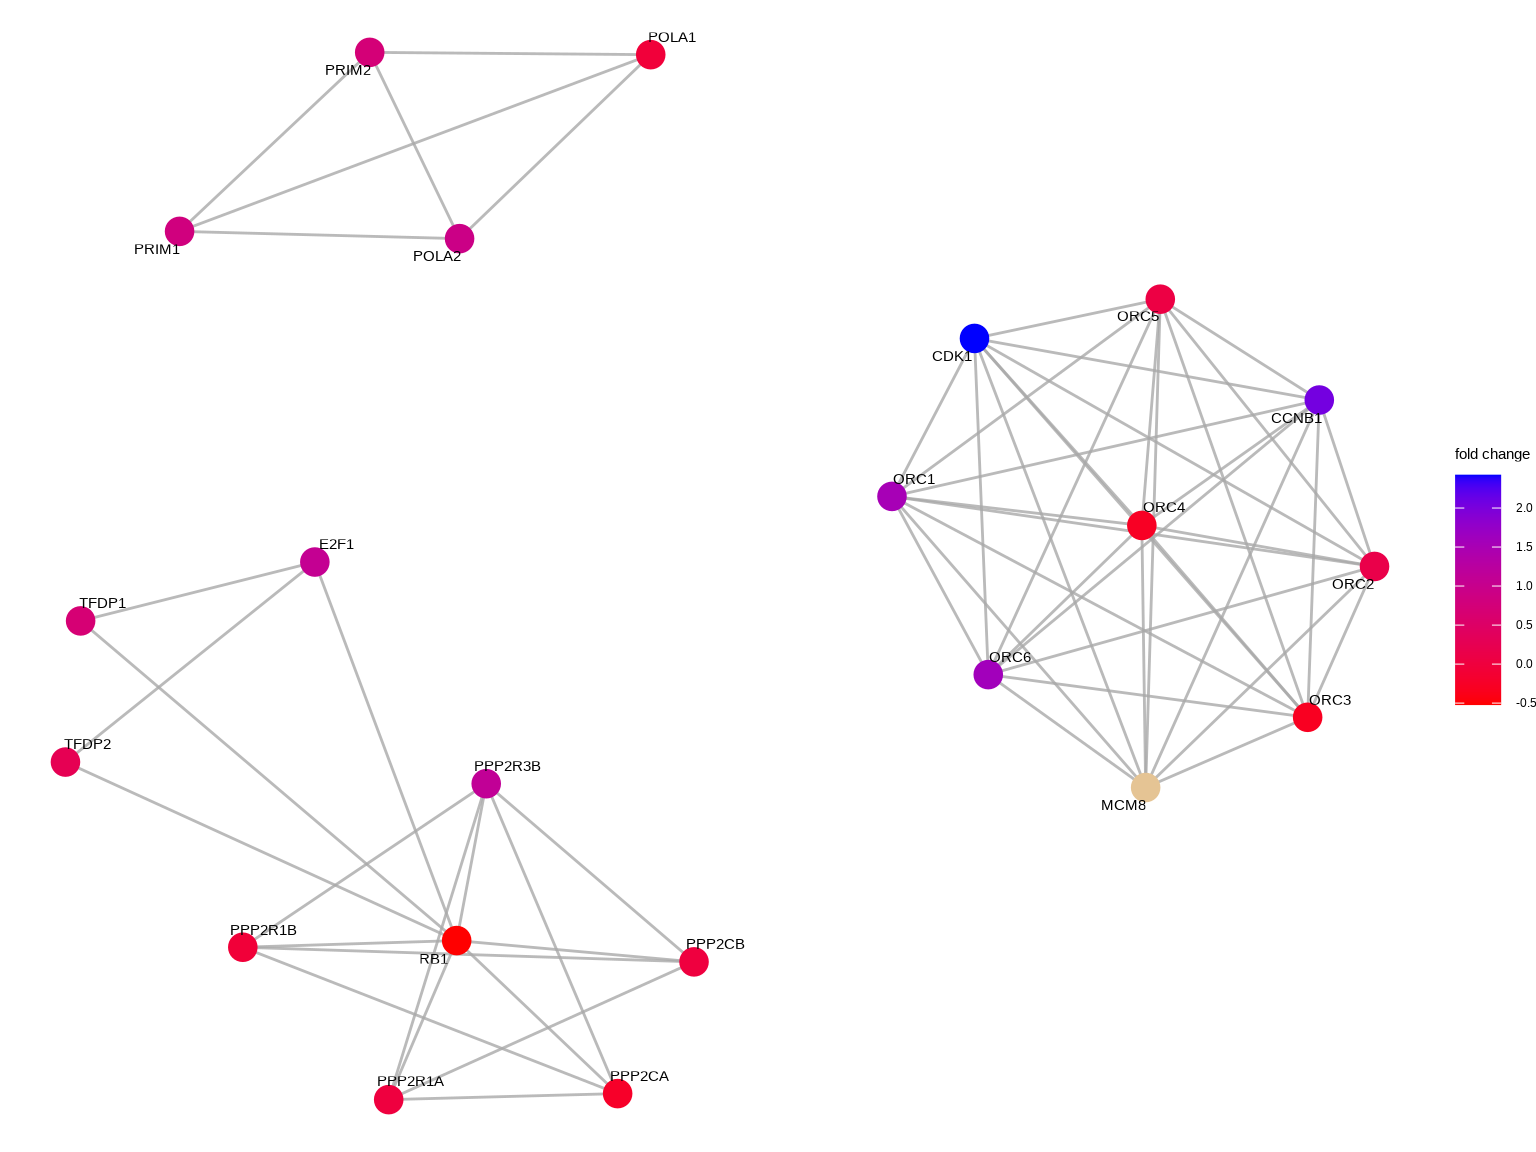 POLA1
PRIM2
PRIM1
POLA2
ORC5
CDK1
CCNB1
fold change
ORC1
2.0
ORC4
1.5
E2F1
1.0
ORC2
TFDP1
0.5
ORC6
0.0
ORC3
-0.5
TFDP2
PPP2R3B
MCM8
PPP2R1B
PPP2CB
RB1
PPP2R1A
PPP2CA